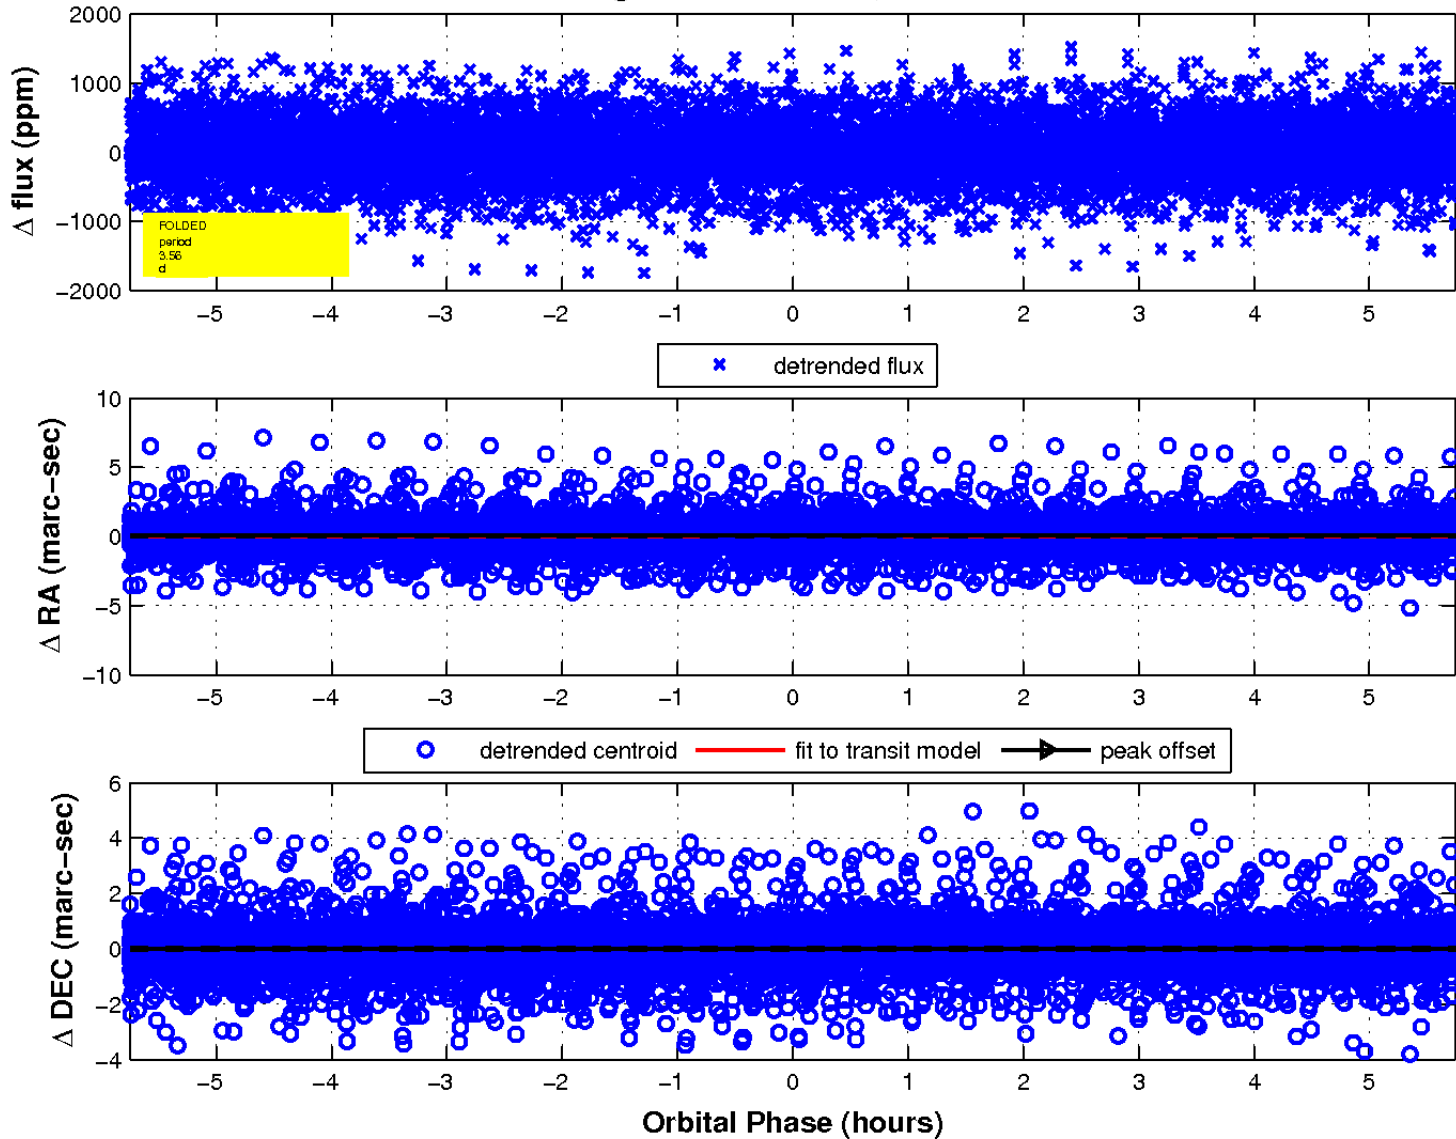 2000
1000
0
−1000
−2000
Δ flux (ppm)
FOLDED
period
3.56
d
−5 −4 −3 −2 −1 0 1 2 3 4 5
detrended flux
10
5
0
−5
−10
Δ RA (marc−sec)
−5 −4 −3 −2 −1 0 1 2 3 4 5
detrended centroid fit to transit model peak offset
6
4
2
0
−2
−4
Δ DEC (marc−sec)
−5 −4 −3 −2 −1 0 1 2 3 4 5
Orbital Phase (hours)